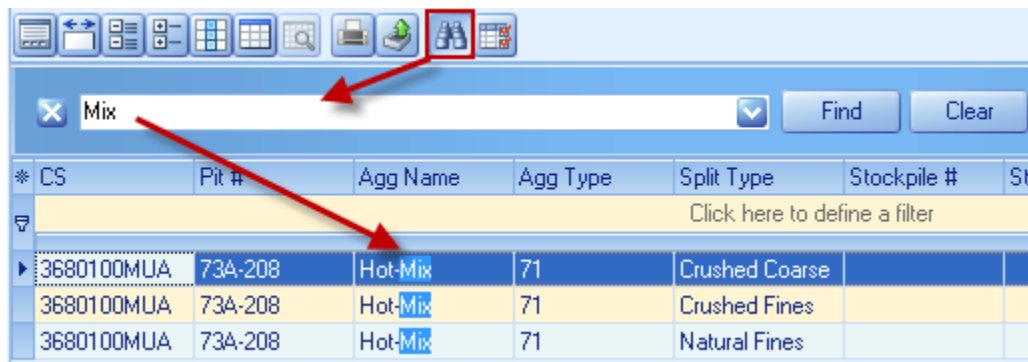 Mix Find Clear
* CS Pit # Agg Name Agg Type Split Type Stockpile # St
Click here to define a filter
3680100MUA 73A-208 Hot-Mix 71 Crushed Coarse
3680100MUA 73A-208 Hot-Mix 71 Crushed Fines
3680100MUA 73A-208 Hot-Mix 71 Natural Fines